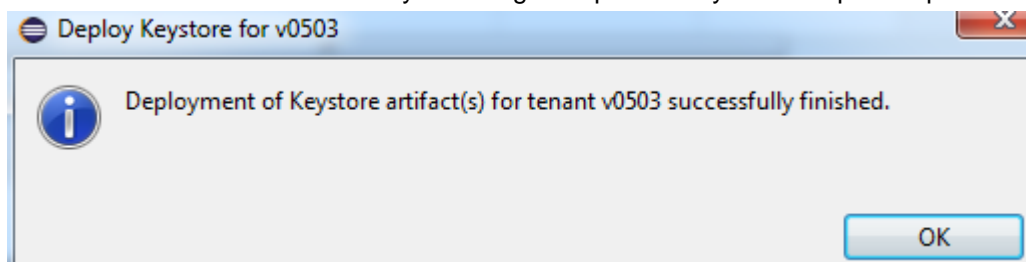 Deploy Keystore for v0503
Deployment of Keystore artifact(s) for tenant v0503 successfully finished.
OK